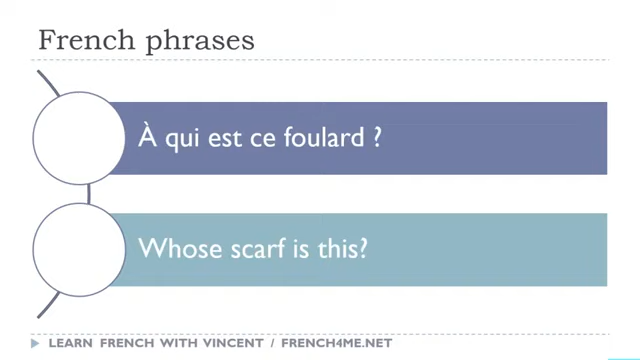 French phrases
À qui est ce foulard ?
Whose scarf is this?
LEARN FRENCH WITH VINCENT / FRENCH4ME.NET